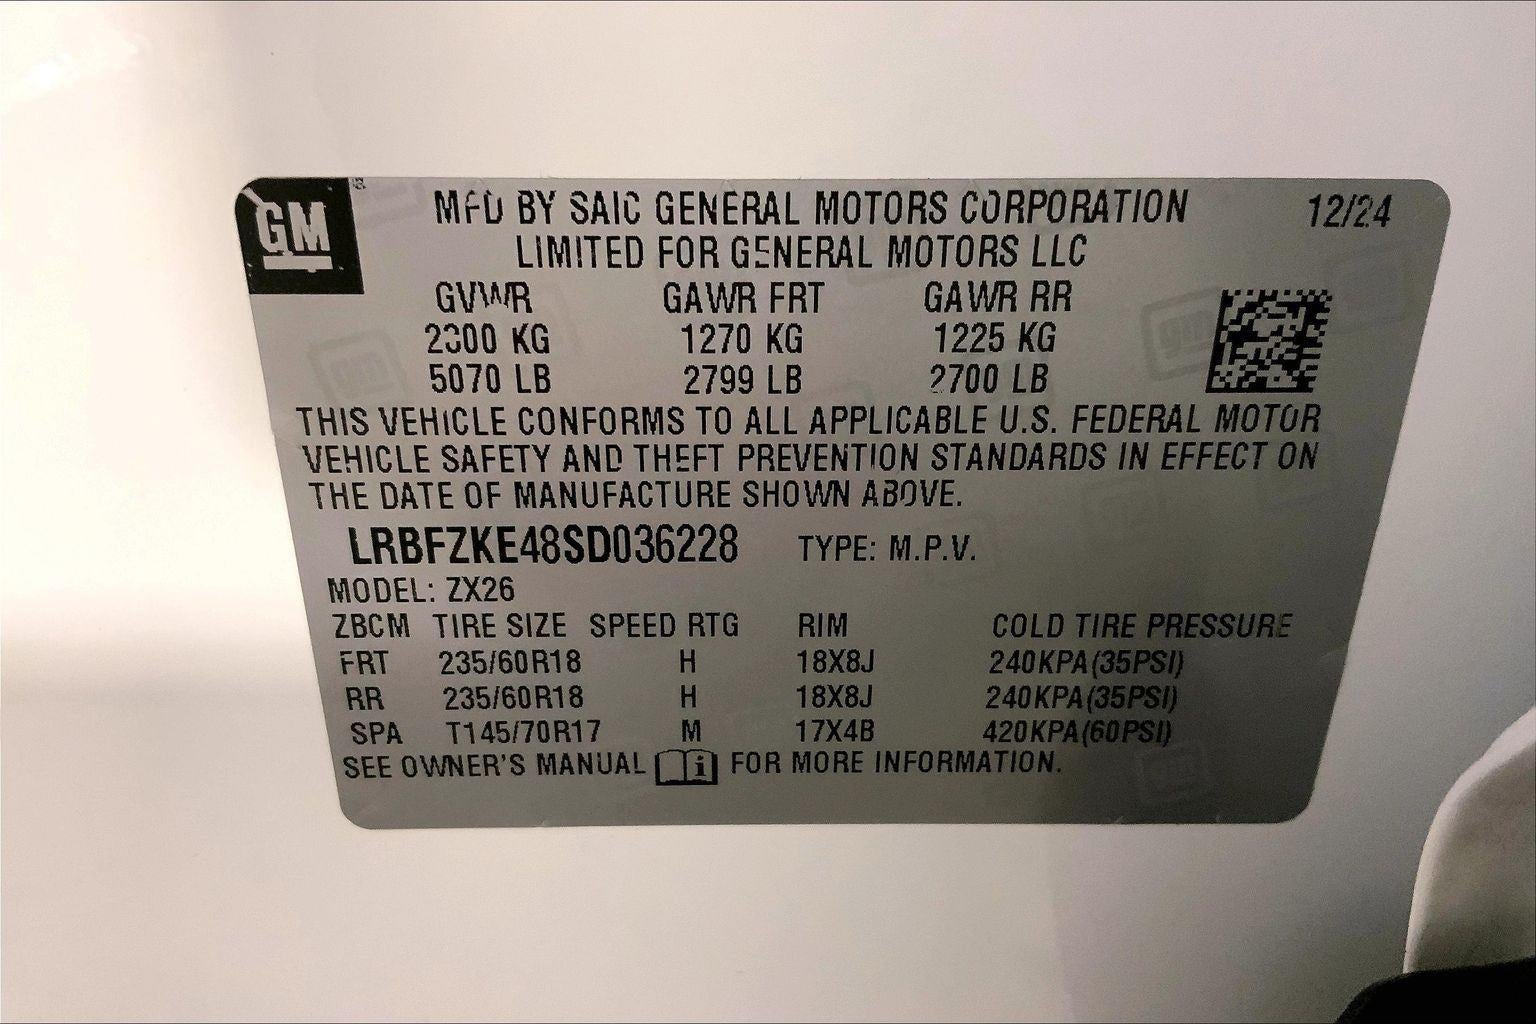 GM
MFD BY SAIC GENERAL MOTORS CORPORATION 12/24
LIMITED FOR GENERAL MOTORS LLC
GVWR GAWR FRT GAWR RR
2300 KG 1270 KG 1225 KG
5070 LB 2799 LB 2700 LB
THIS VEHICLE CONFORMS TO ALL APPLICABLE U.S. FEDERAL MOTOR
VEHICLE SAFETY AND THEFT PREVENTION STANDARDS IN EFFECT ON
THE DATE OF MANUFACTURE SHOWN ABOVE.
LRBFZKE48SD036228 TYPE: M.P.V.
MODEL: ZX26
ZBCM TIRE SIZE SPEED RTG RIM COLD TIRE PRESSURE
FRT 235/60R18 H 18X8J 240KPA(35PSI)
RR 235/60R18 H 18X8J 240KPA(35PSI)
SPA T145/70R17 M 17X4B 420KPA(60PSI)
SEE OWNER'S MANUAL i FOR MORE INFORMATION.